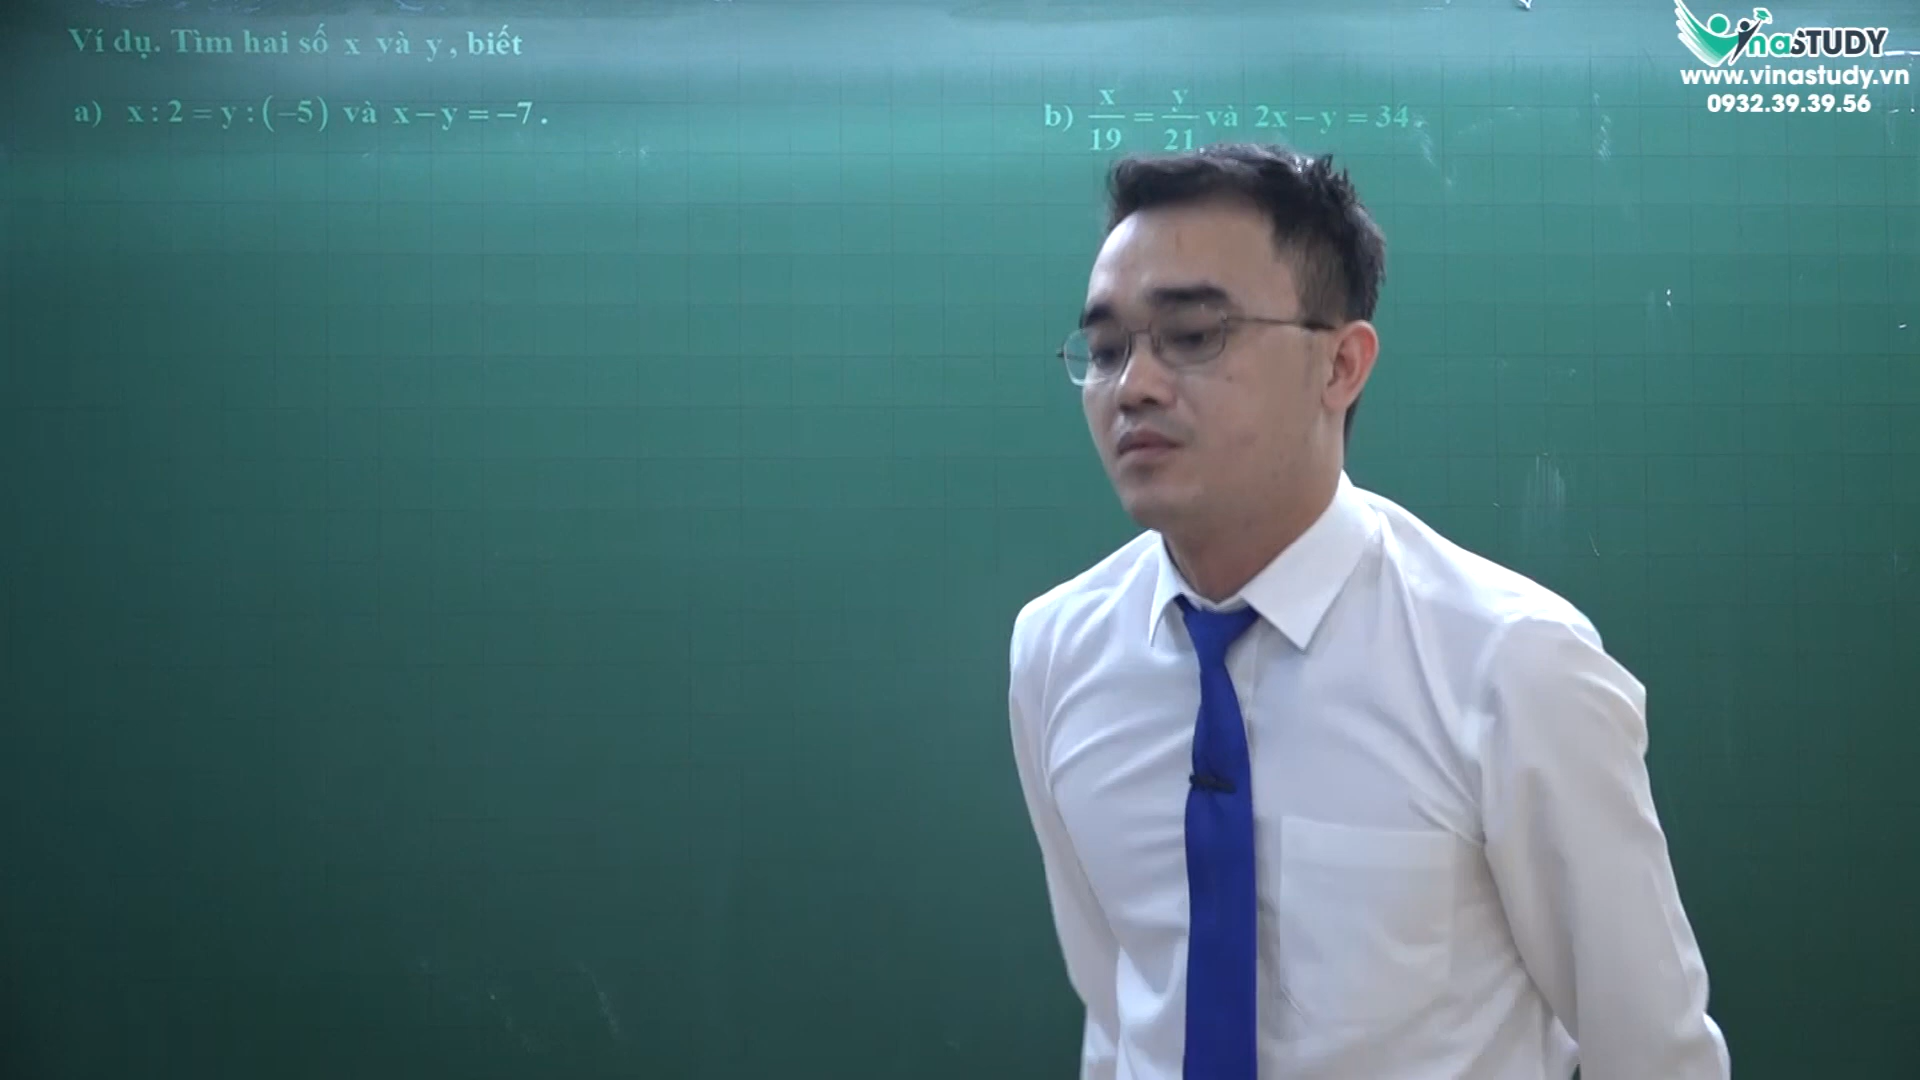 Ví dụ. Tìm hai số x và y, biết
a) x : 2 = y : (−5) và x − y = −7.
b) x/19 = y/21 và 2x − y = 34.
VinaSTUDY
www.vinastudy.vn
0932.39.39.56